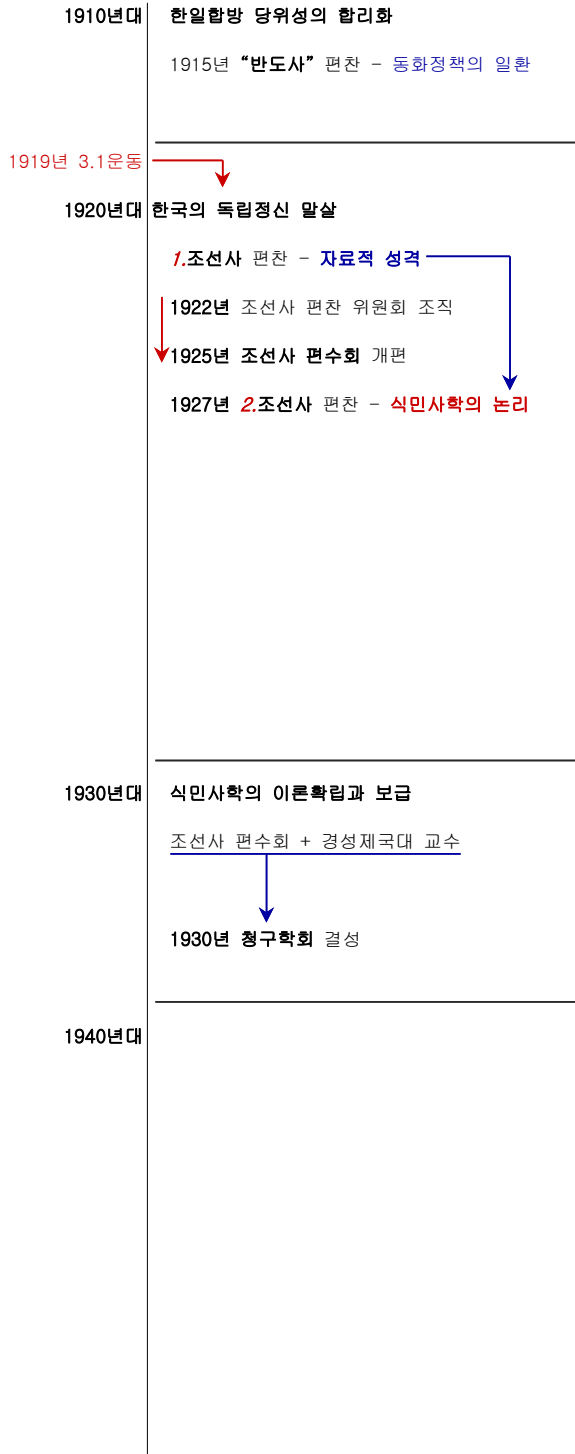 1910년대 한일합방 당위성의 합리화
1915년 “반도사” 편찬 - 동화정책의 일환
1919년 3.1운동
1920년대 한국의 독립정신 말살
1.조선사 편찬 - 자료적 성격
1922년 조선사 편찬 위원회 조직
1925년 조선사 편수회 개편
1927년 2.조선사 편찬 - 식민사학의 논리
1930년대 식민사학의 이론확립과 보급
조선사 편수회 + 경성제국대 교수
1930년 청구학회 결성
1940년대